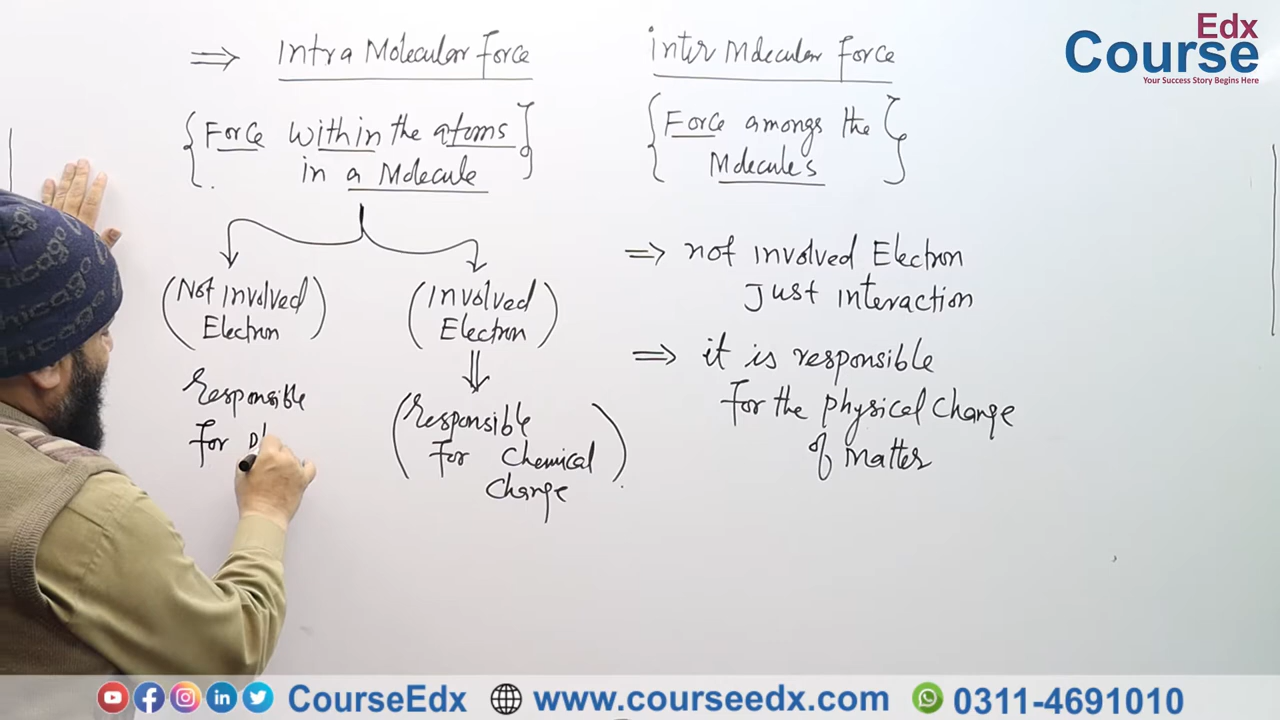 ⇒ Intra Molecular Force
{Force within the atoms
in a Molecule}
(Not Involved
Electron)
Responsible
For
(Involved
Electron)
(Responsible
For Chemical
Change)
Inter Molecular Force
{Force amongs the
Molecules}
⇒ not involved Electron
Just interaction
⇒ it is responsible
For the physical Change
of Matter
Edx
Course
Your Success Story Begins Here
CourseEdx
www.courseedx.com
0311-4691010